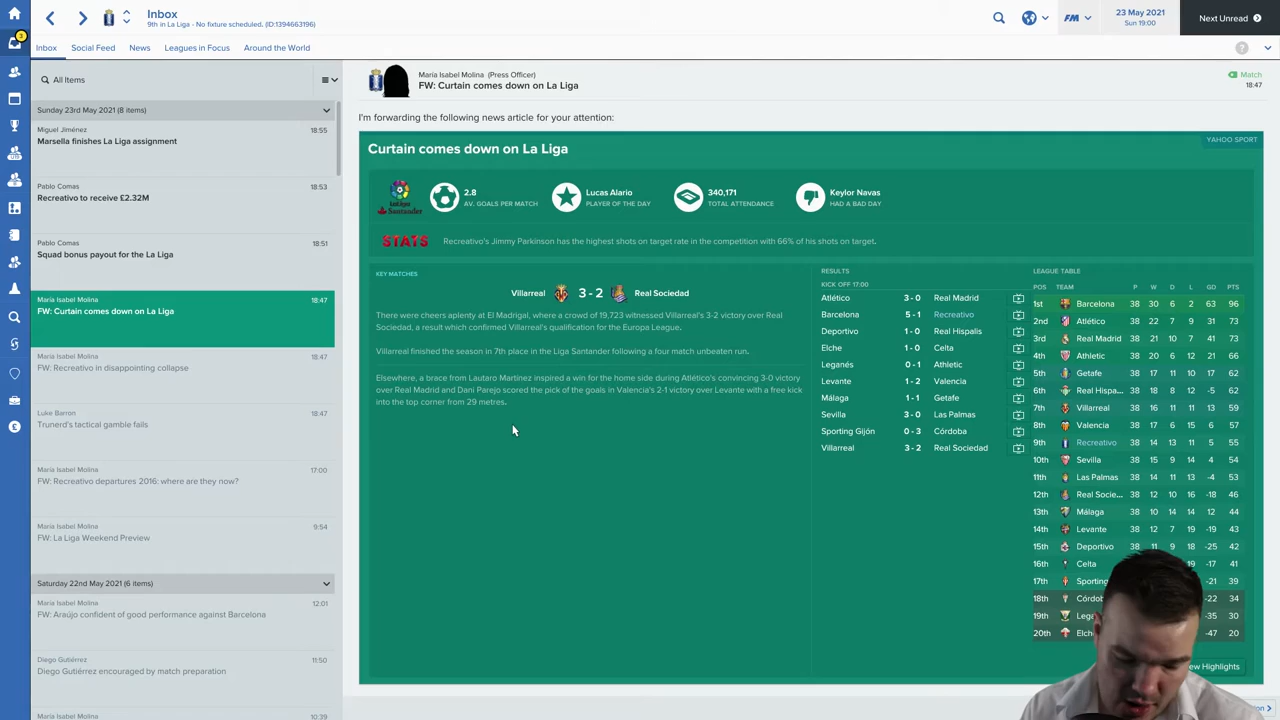 Inbox
9th in La Liga - No fixture scheduled. (ID:1394663196)
FM
23 May 2021
Sun 19:00
Next Unread
3
Inbox
Social Feed
News
Leagues in Focus
Around the World
?
All Items
Sunday 23rd May 2021 (8 items)
Miguel Jiménez
18:55
Marsella finishes La Liga assignment
Pablo Comas
18:53
Recreativo to receive £2.32M
Pablo Comas
18:51
Squad bonus payout for the La Liga
María Isabel Molina
18:47
FW: Curtain comes down on La Liga
María Isabel Molina
18:47
FW: Recreativo in disappointing collapse
Luke Barron
18:47
Trunerd's tactical gamble fails
María Isabel Molina
17:00
FW: Recreativo departures 2016: where are they now?
María Isabel Molina
9:54
FW: La Liga Weekend Preview
Saturday 22nd May 2021 (6 items)
María Isabel Molina
12:01
FW: Araújo confident of good performance against Barcelona
Diego Gutiérrez
11:50
Diego Gutiérrez encouraged by match preparation
María Isabel Molina
10:39
María Isabel Molina (Press Officer)
FW: Curtain comes down on La Liga
Match
18:47
I'm forwarding the following news article for your attention:
YAHOO SPORT
Curtain comes down on La Liga
LaLiga
Santander
2.8
AV. GOALS PER MATCH
Lucas Alario
PLAYER OF THE DAY
340,171
TOTAL ATTENDANCE
Keylor Navas
HAD A BAD DAY
STATS
Recreativo's Jimmy Parkinson has the highest shots on target rate in the competition with 66% of his shots on target.
KEY MATCHES
Villarreal 3 - 2 Real Sociedad
There were cheers aplenty at El Madrigal, where a crowd of 19,723 witnessed Villarreal's 3-2 victory over Real
Sociedad, a result which confirmed Villarreal's qualification for the Europa League.
Villarreal finished the season in 7th place in the Liga Santander following a four match unbeaten run.
Elsewhere, a brace from Lautaro Martínez inspired a win for the home side during Atlético's convincing 3-0 victory
over Real Madrid and Dani Parejo scored the pick of the goals in Valencia's 2-1 victory over Levante with a free kick
into the top corner from 29 metres.
RESULTS
KICK OFF 17:00
Atlético 3 - 0 Real Madrid
Barcelona 5 - 1 Recreativo
Deportivo 1 - 0 Real Hispalis
Elche 1 - 0 Celta
Leganés 0 - 1 Athletic
Levante 1 - 2 Valencia
Málaga 1 - 1 Getafe
Sevilla 3 - 0 Las Palmas
Sporting Gijón 0 - 3 Córdoba
Villarreal 3 - 2 Real Sociedad
LEAGUE TABLE
POS TEAM P W D L GD PTS
1st Barcelona 38 30 6 2 63 96
2nd Atlético 38 22 7 9 31 73
3rd Real Madrid 38 21 10 7 41 73
4th Athletic 38 20 6 12 21 66
5th Getafe 38 17 11 10 17 62
6th Real Hispa... 38 18 8 12 -5 62
7th Villarreal 38 16 11 11 13 59
8th Valencia 38 17 6 15 6 57
9th Recreativo 38 14 13 11 5 55
10th Sevilla 38 15 9 14 4 54
11th Las Palmas 38 14 11 13 -4 53
12th Real Socie... 38 12 10 16 -18 46
13th Málaga 38 10 14 14 12 44
14th Levante 38 12 7 19 -19 43
15th Deportivo 38 11 9 18 -25 42
16th Celta -17 41
17th Sporting -21 39
18th Córdo -22 34
19th Lega -35 30
20th Elche -47 20
ew Highlights